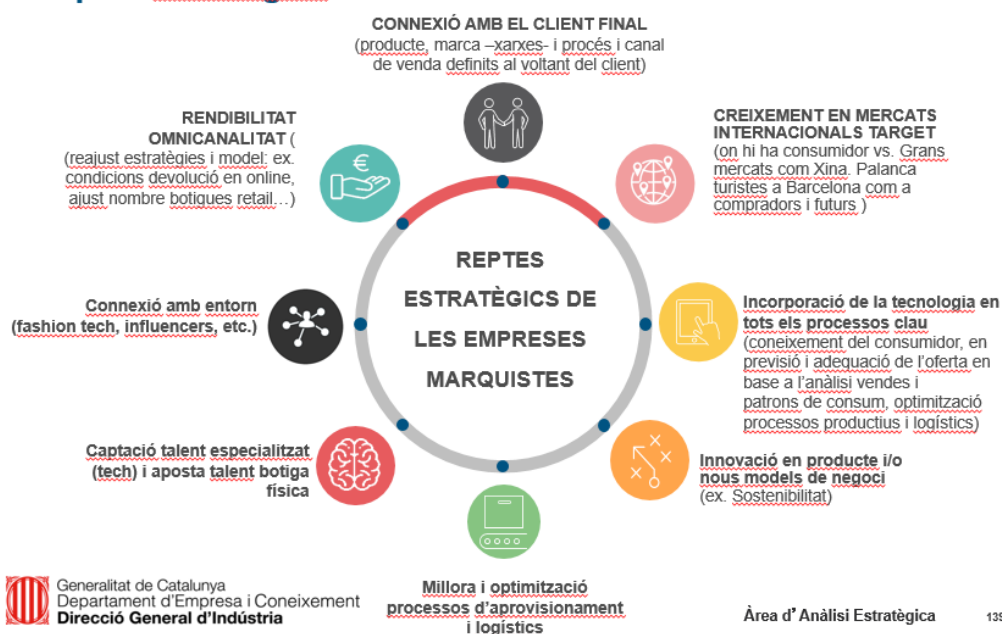 CONNEXIÓ AMB EL CLIENT FINAL
(producte, marca –xarxes- i procés i canal
de venda definits al voltant del client)
RENDIBILITAT
OMNICANALITAT (
(reajust estratègies i model: ex.
condicions devolució en online,
ajust nombre botigues retail…)
€
CREIXEMENT EN MERCATS
INTERNACIONALS TARGET
(on hi ha consumidor vs. Grans
mercats com Xina. Palanca
turistes a Barcelona com a
compradors i futurs )
REPTES
ESTRATÈGICS DE
LES EMPRESES
MARQUISTES
Connexió amb entorn
(fashion tech, influencers, etc.)
Incorporació de la tecnologia en
tots els processos clau
(coneixement del consumidor, en
previsió i adequació de l'oferta en
base a l'anàlisi vendes i
patrons de consum, optimització
processos productius i logístics)
Captació talent especialitzat
(tech) i aposta talent botiga
física
Innovació en producte i/o
nous models de negoci
(ex. Sostenibilitat)
Millora i optimització
processos d'aprovisionament
i logístics
Generalitat de Catalunya
Departament d'Empresa i Coneixement
Direcció General d'Indústria
Àrea d'Anàlisi Estratègica
139